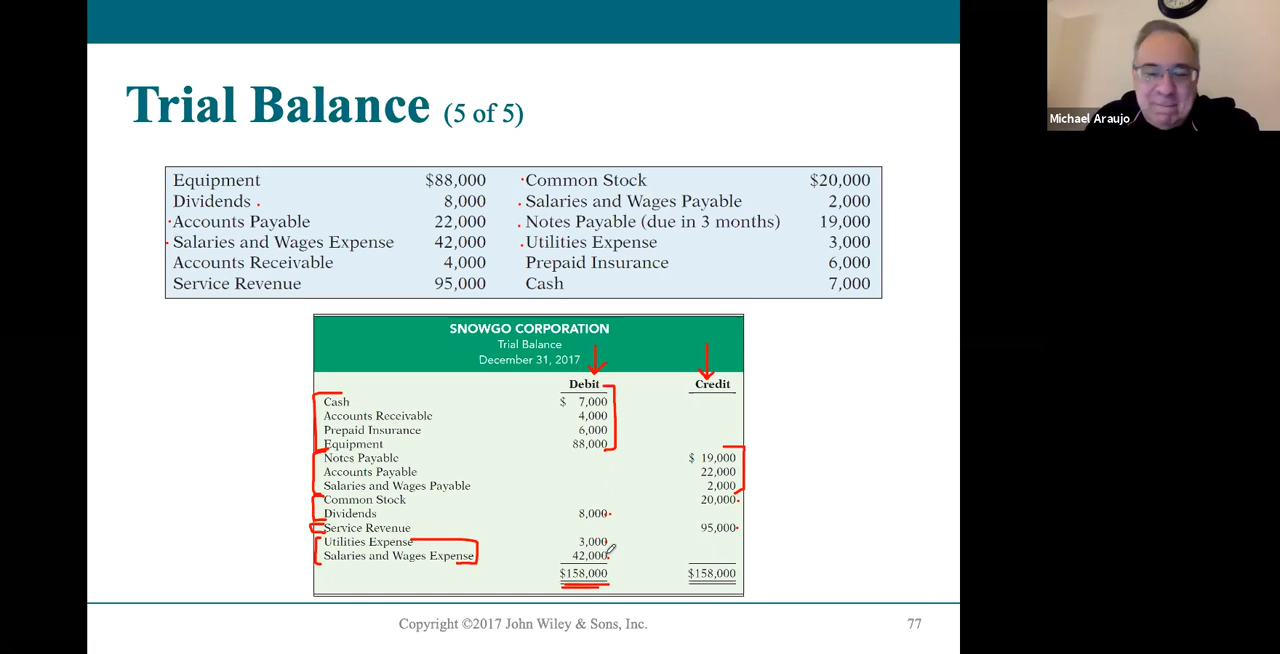 Trial Balance (5 of 5)
Equipment $88,000 Common Stock $20,000
Dividends 8,000 Salaries and Wages Payable 2,000
Accounts Payable 22,000 Notes Payable (due in 3 months) 19,000
Salaries and Wages Expense 42,000 Utilities Expense 3,000
Accounts Receivable 4,000 Prepaid Insurance 6,000
Service Revenue 95,000 Cash 7,000
SNOWGO CORPORATION
Trial Balance
December 31, 2017
Debit Credit
Cash $ 7,000
Accounts Receivable 4,000
Prepaid Insurance 6,000
Equipment 88,000
Notes Payable $ 19,000
Accounts Payable 22,000
Salaries and Wages Payable 2,000
Common Stock 20,000
Dividends 8,000
Service Revenue 95,000
Utilities Expense 3,000
Salaries and Wages Expense 42,000
$158,000 $158,000
Copyright ©2017 John Wiley & Sons, Inc. 77
Michael Araujo